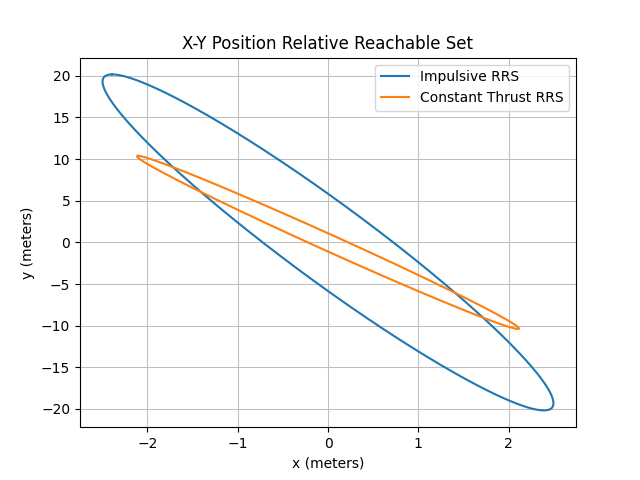 X-Y Position Relative Reachable Set
Impulsive RRS
Constant Thrust RRS
20
15
10
5
0
−5
−10
−15
−20
y (meters)
−2
−1
0
1
2
x (meters)